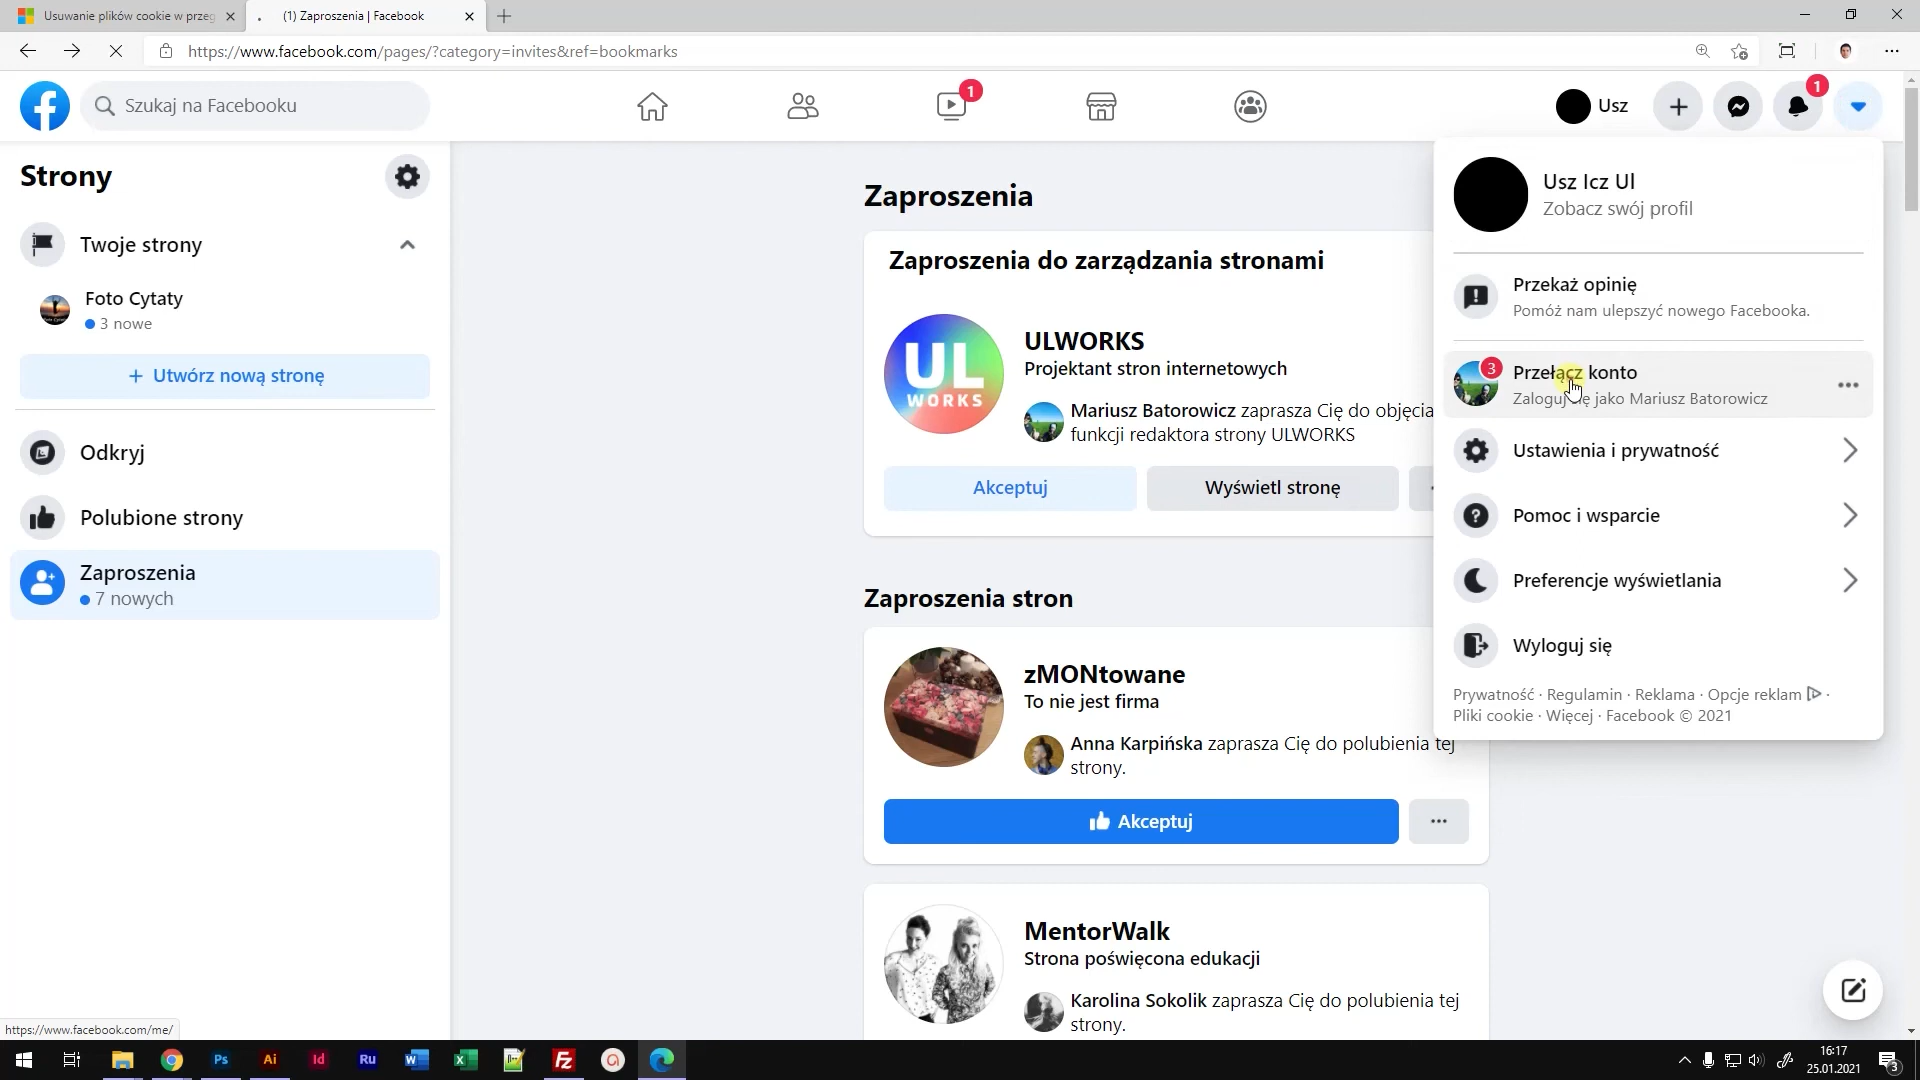 Usuwanie plików cookie w przeg
(1) Zaproszenia | Facebook
https://www.facebook.com/pages/?category=invites&ref=bookmarks
Szukaj na Facebooku
1
Usz
1
Strony
Twoje strony
Foto Cytaty
3 nowe
+ Utwórz nową stronę
Odkryj
Polubione strony
Zaproszenia
7 nowych
Zaproszenia
Zaproszenia do zarządzania stronami
UL
WORKS
ULWORKS
Projektant stron internetowych
Mariusz Batorowicz zaprasza Cię do objęcia
funkcji redaktora strony ULWORKS
Akceptuj
Wyświetl stronę
Zaproszenia stron
zMONtowane
To nie jest firma
Anna Karpińska zaprasza Cię do polubienia tej
strony.
Akceptuj
MentorWalk
Strona poświęcona edukacji
Karolina Sokolik zaprasza Cię do polubienia tej
strony.
Usz Icz Ul
Zobacz swój profil
Przekaż opinię
Pomóż nam ulepszyć nowego Facebooka.
3
Przełącz konto
Zaloguj się jako Mariusz Batorowicz
Ustawienia i prywatność
Pomoc i wsparcie
Preferencje wyświetlania
Wyloguj się
Prywatność · Regulamin · Reklama · Opcje reklam ·
Pliki cookie · Więcej · Facebook © 2021
https://www.facebook.com/me/
Ps
Ai
Id
Ru
16:17
25.01.2021
3